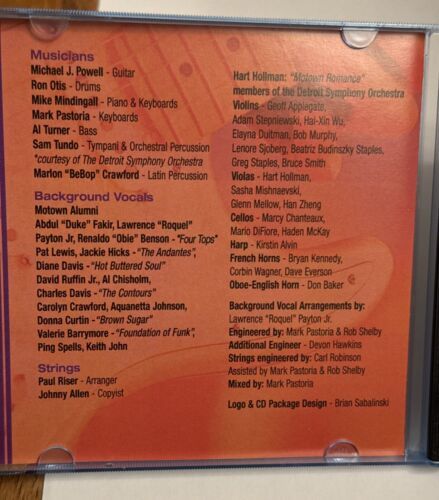 Musicians
Michael J. Powell - Guitar
Ron Otis - Drums
Mike Mindingall - Piano & Keyboards
Mark Pastoria - Keyboards
Al Turner - Bass
Sam Tundo - Tympani & Orchestral Percussion
*courtesy of The Detroit Symphony Orchestra
Marlon "BeBop" Crawford - Latin Percussion
Background Vocals
Motown Alumni
Abdul "Duke" Fakir, Lawrence "Roquel"
Payton Jr, Renaldo "Obie" Benson - "Four Tops"
Pat Lewis, Jackie Hicks - "The Andantes",
Diane Davis - "Hot Buttered Soul"
David Ruffin Jr., Al Chisholm,
Charles Davis - "The Contours"
Carolyn Crawford, Aquanetta Johnson,
Donna Curtin - "Brown Sugar"
Valerie Barrymore - "Foundation of Funk",
Ping Spells, Keith John
Strings
Paul Riser - Arranger
Johnny Allen - Copyist
Hart Hollman: "Motown Romance"
members of the Detroit Symphony Orchestra
Violins - Geoff Applegate,
Adam Stepniewski, Hai-Xin Wu,
Elayna Duitman, Bob Murphy,
Lenore Sjoberg, Beatriz Budinszky Staples,
Greg Staples, Bruce Smith
Violas - Hart Hollman,
Sasha Mishnaevski,
Glenn Mellow, Han Zheng
Cellos - Marcy Chanteaux,
Mario DiFiore, Haden McKay
Harp - Kirstin Alvin
French Horns - Bryan Kennedy,
Corbin Wagner, Dave Everson
Oboe-English Horn - Don Baker
Background Vocal Arrangements by:
Lawrence "Roquel" Payton Jr.
Engineered by: Mark Pastoria & Rob Shelby
Additional Engineer - Devon Hawkins
Strings engineered by: Carl Robinson
Assisted by Mark Pastoria & Rob Shelby
Mixed by: Mark Pastoria
Logo & CD Package Design - Brian Sabalinski